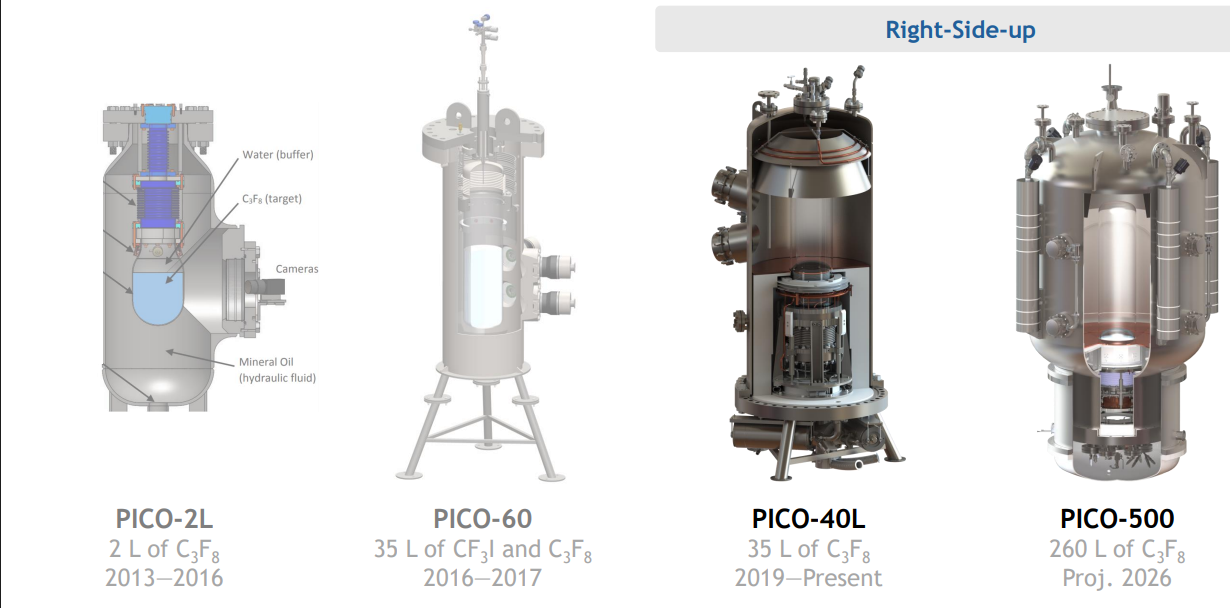 Right-Side-up
Water (buffer)
C₃F₈ (target)
Cameras
Mineral Oil
(hydraulic fluid)
PICO-2L
2 L of C₃F₈
2013—2016
PICO-60
35 L of CF₃I and C₃F₈
2016—2017
PICO-40L
35 L of C₃F₈
2019—Present
PICO-500
260 L of C₃F₈
Proj. 2026